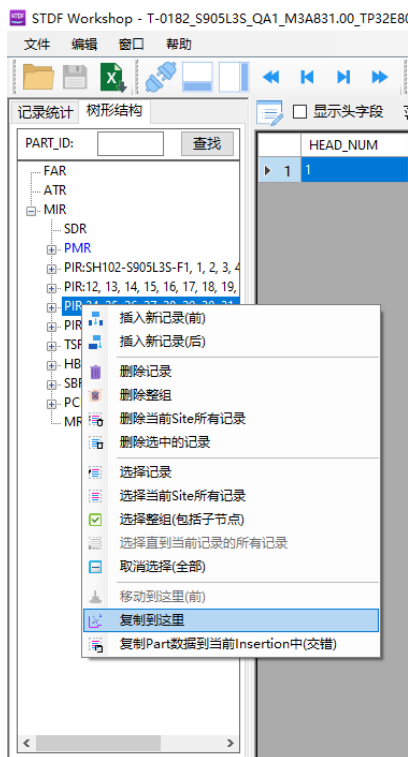 STDF Workshop - T-0182_S905L3S_QA1_M3A831.00_TP32E80
文件 编辑 窗口 帮助
记录统计 树形结构
显示头字段
PART_ID: 查找
HEAD_NUM
1 1
FAR
ATR
MIR
SDR
PMR
PIR:SH102-S905L3S-F1, 1, 2, 3, 4
PIR:12, 13, 14, 15, 16, 17, 18, 19,
PIR:24, 25, 26, 27, 28, 29, 30, 31
PIR
TSR
HB
SBR
PC
MR
插入新记录(前)
插入新记录(后)
删除记录
删除整组
删除当前Site所有记录
删除选中的记录
选择记录
选择当前Site所有记录
选择整组(包括子节点)
选择直到当前记录的所有记录
取消选择(全部)
移动到这里(前)
复制到这里
复制Part数据到当前Insertion中(交错)